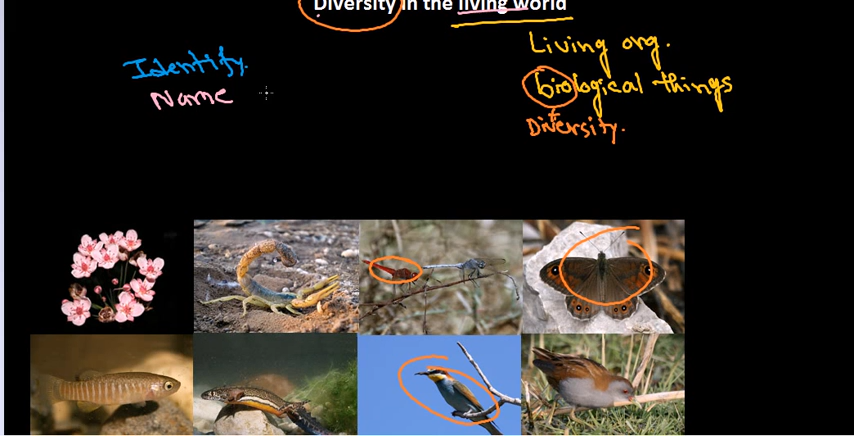 Diversity in the living world
Living org.
Identify.
biological things
Name
Diversity.